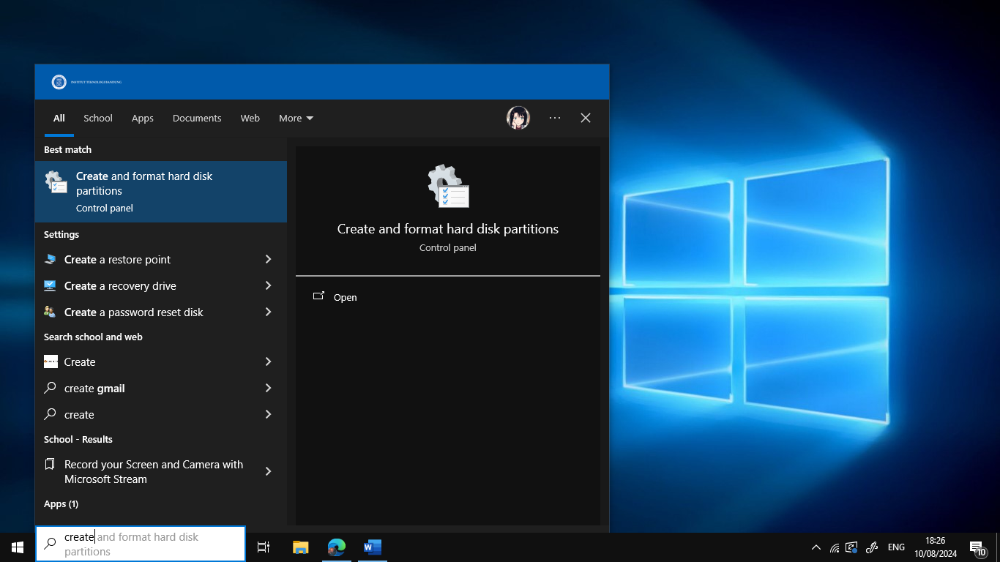 INSTITUT TEKNOLOGI BANDUNG
All School Apps Documents Web More
Best match
Create and format hard disk
partitions
Control panel
Settings
Create a restore point
Create a recovery drive
Create a password reset disk
Search school and web
Create
create gmail
create
School - Results
Record your Screen and Camera with
Microsoft Stream
Apps (1)
Create and format hard disk partitions
Control panel
Open
create and format hard disk
partitions
W
ENG
18:26
10/08/2024
10